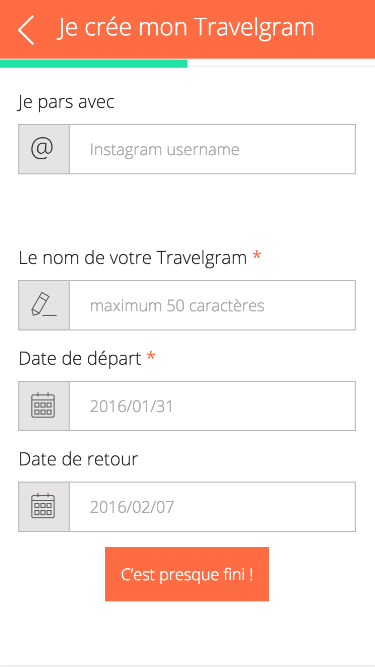 Je crée mon Travelgram
Je pars avec
@ Instagram username
Le nom de votre Travelgram *
maximum 50 caractères
Date de départ *
2016/01/31
Date de retour
2016/02/07
C'est presque fini !